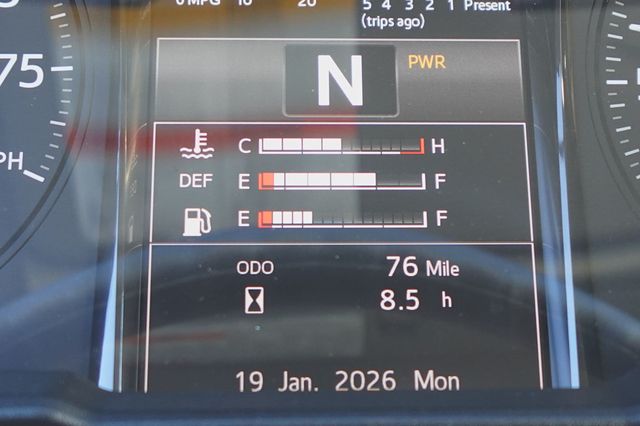 0 MPG 10 20
5 4 3 2 1 Present
(trips ago)
75
N PWR
C H
DEF E F
E F
ODO 76 Mile
8.5 h
19 Jan. 2026 Mon